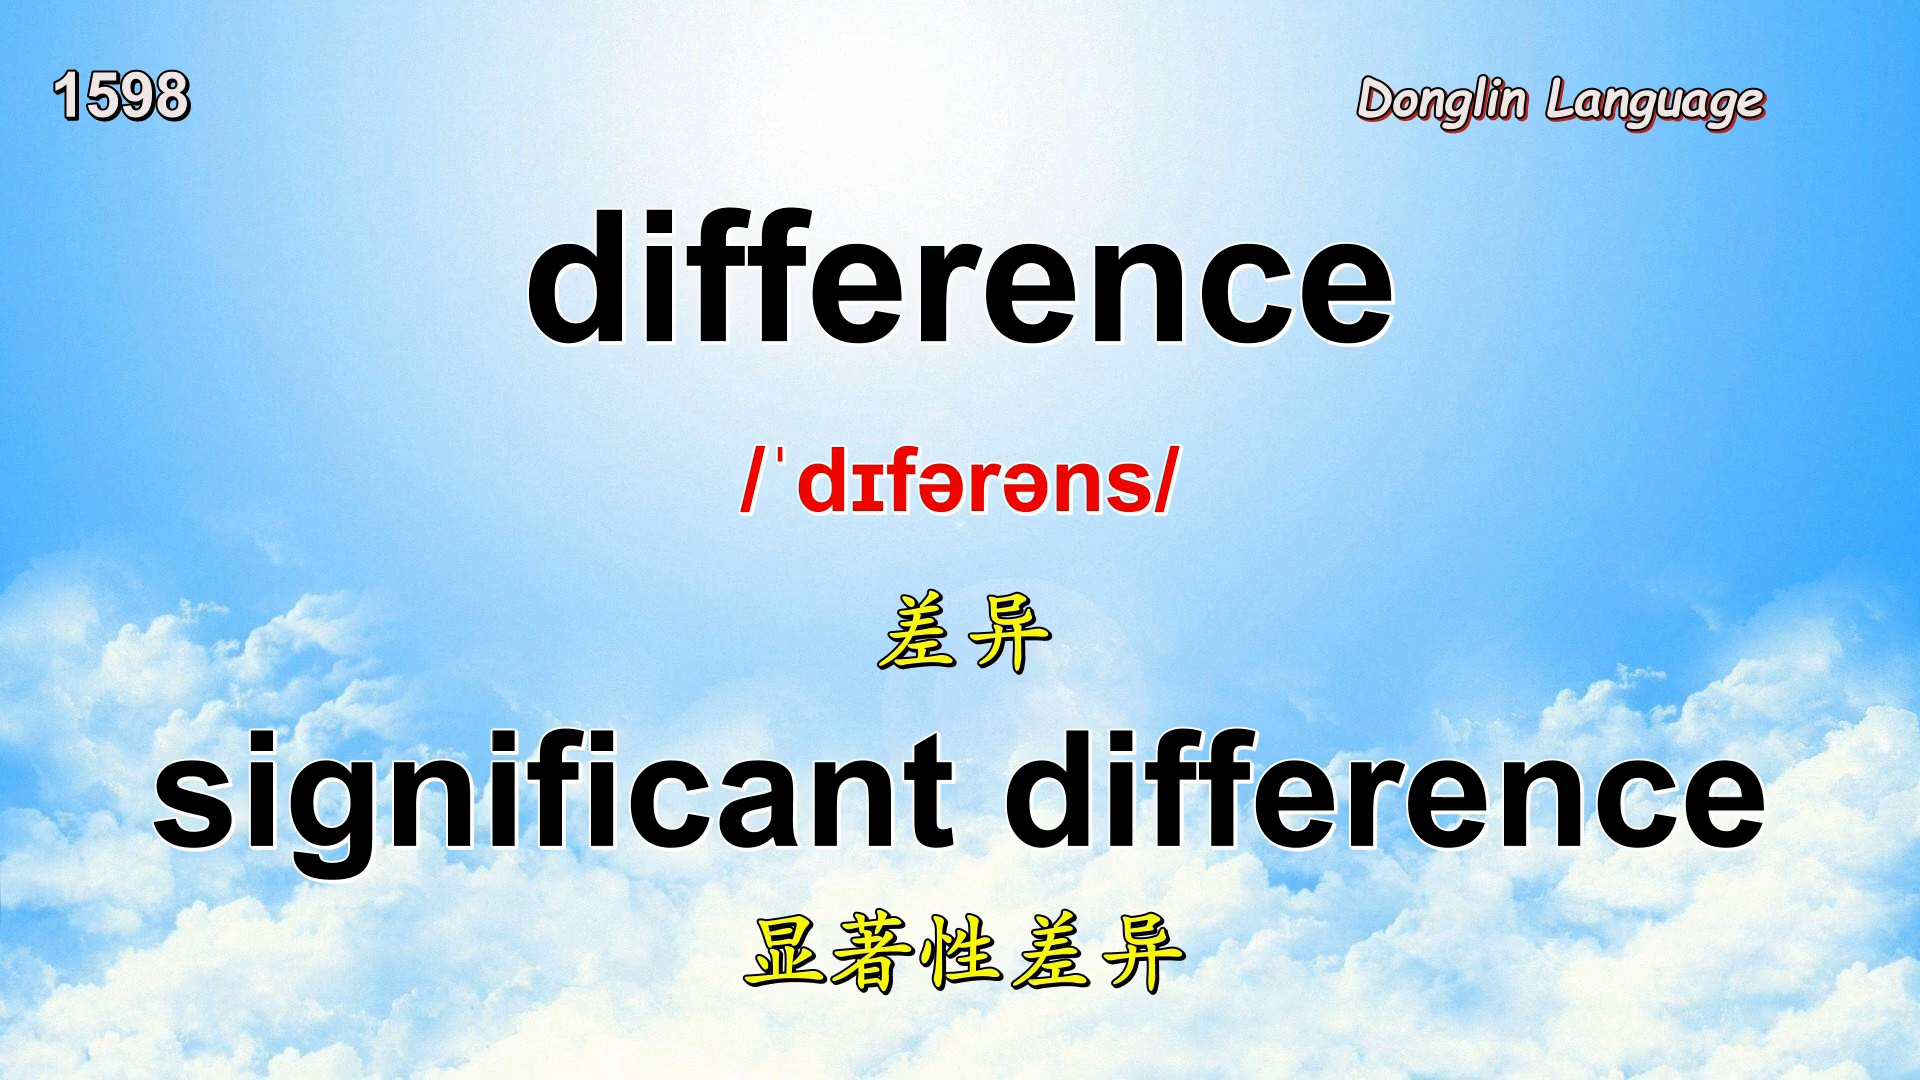 1598
Donglin Language
difference
/ˈdɪfərəns/
差异
significant difference
显著性差异